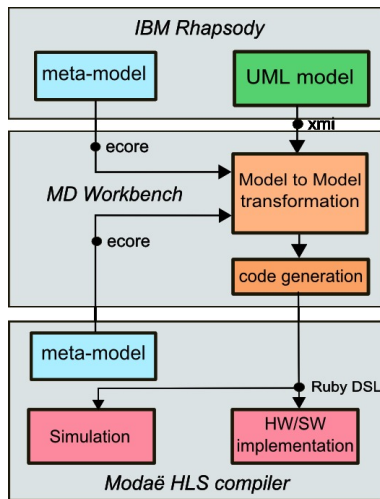 IBM Rhapsody
meta-model
UML model
xmi
ecore
Model to Model
transformation
MD Workbench
ecore
code generation
meta-model
Ruby DSL
Simulation
HW/SW
implementation
Modaë HLS compiler